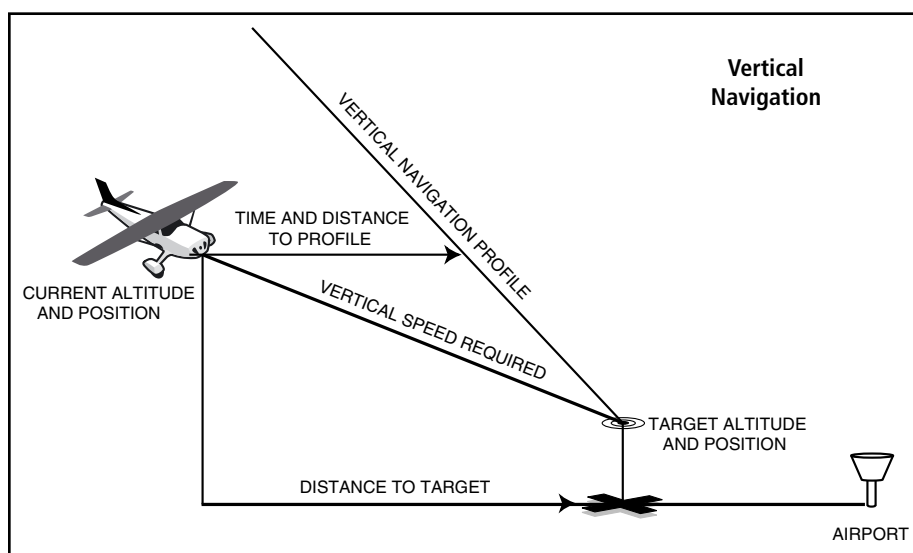 Vertical
Navigation
VERTICAL NAVIGATION PROFILE
TIME AND DISTANCE
TO PROFILE
CURRENT ALTITUDE
AND POSITION
VERTICAL SPEED REQUIRED
TARGET ALTITUDE
AND POSITION
DISTANCE TO TARGET
AIRPORT